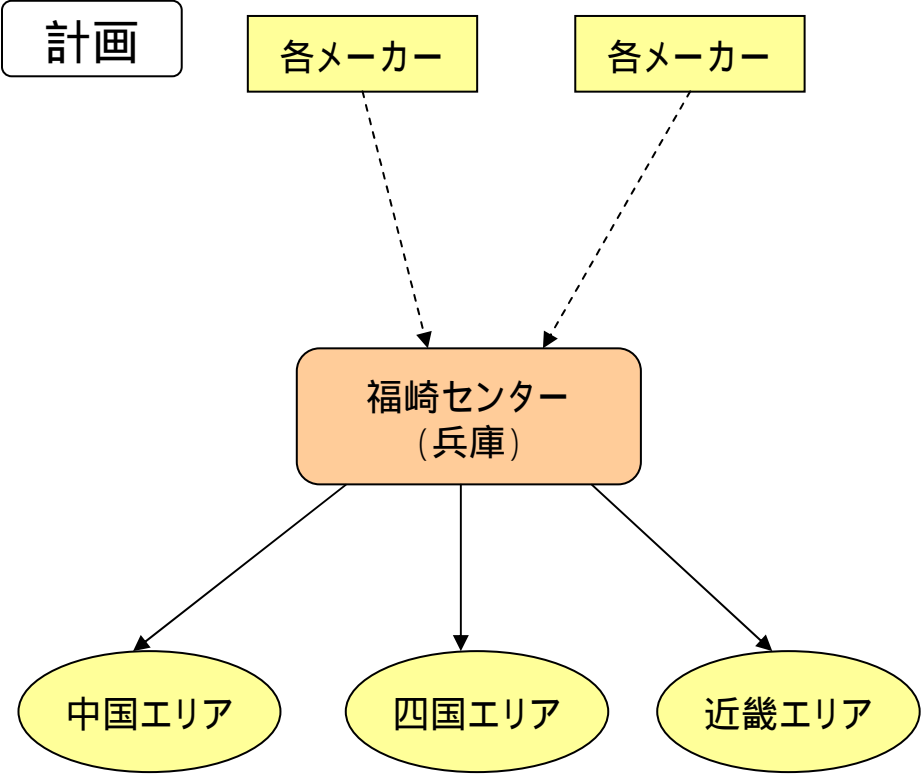 計画
各メーカー
各メーカー
福崎センター
(兵庫)
中国エリア
四国エリア
近畿エリア